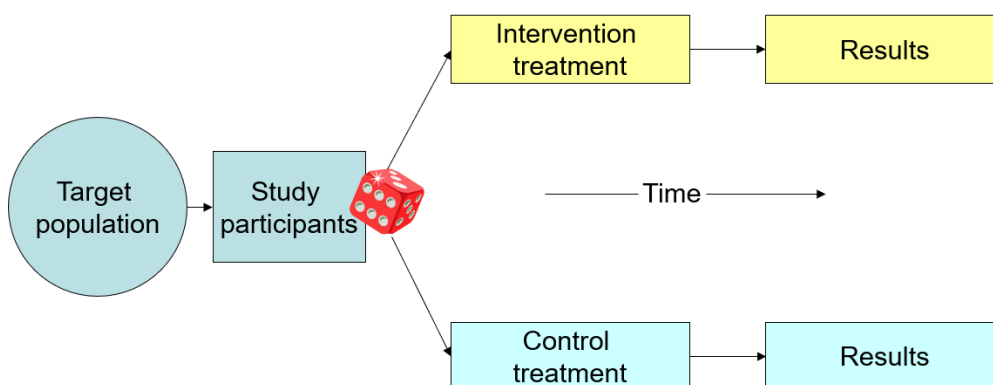 Target
population
Study
participants
Intervention
treatment
Results
Time
Control
treatment
Results